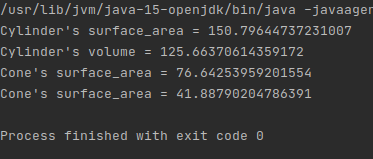 /usr/lib/jvm/java-15-openjdk/bin/java -javaagen
Cylinder's surface_area = 150.79644737231007
Cylinder's volume = 125.66370614359172
Cone's surface_area = 76.64253959201554
Cone's surface_area = 41.88790204786391
Process finished with exit code 0